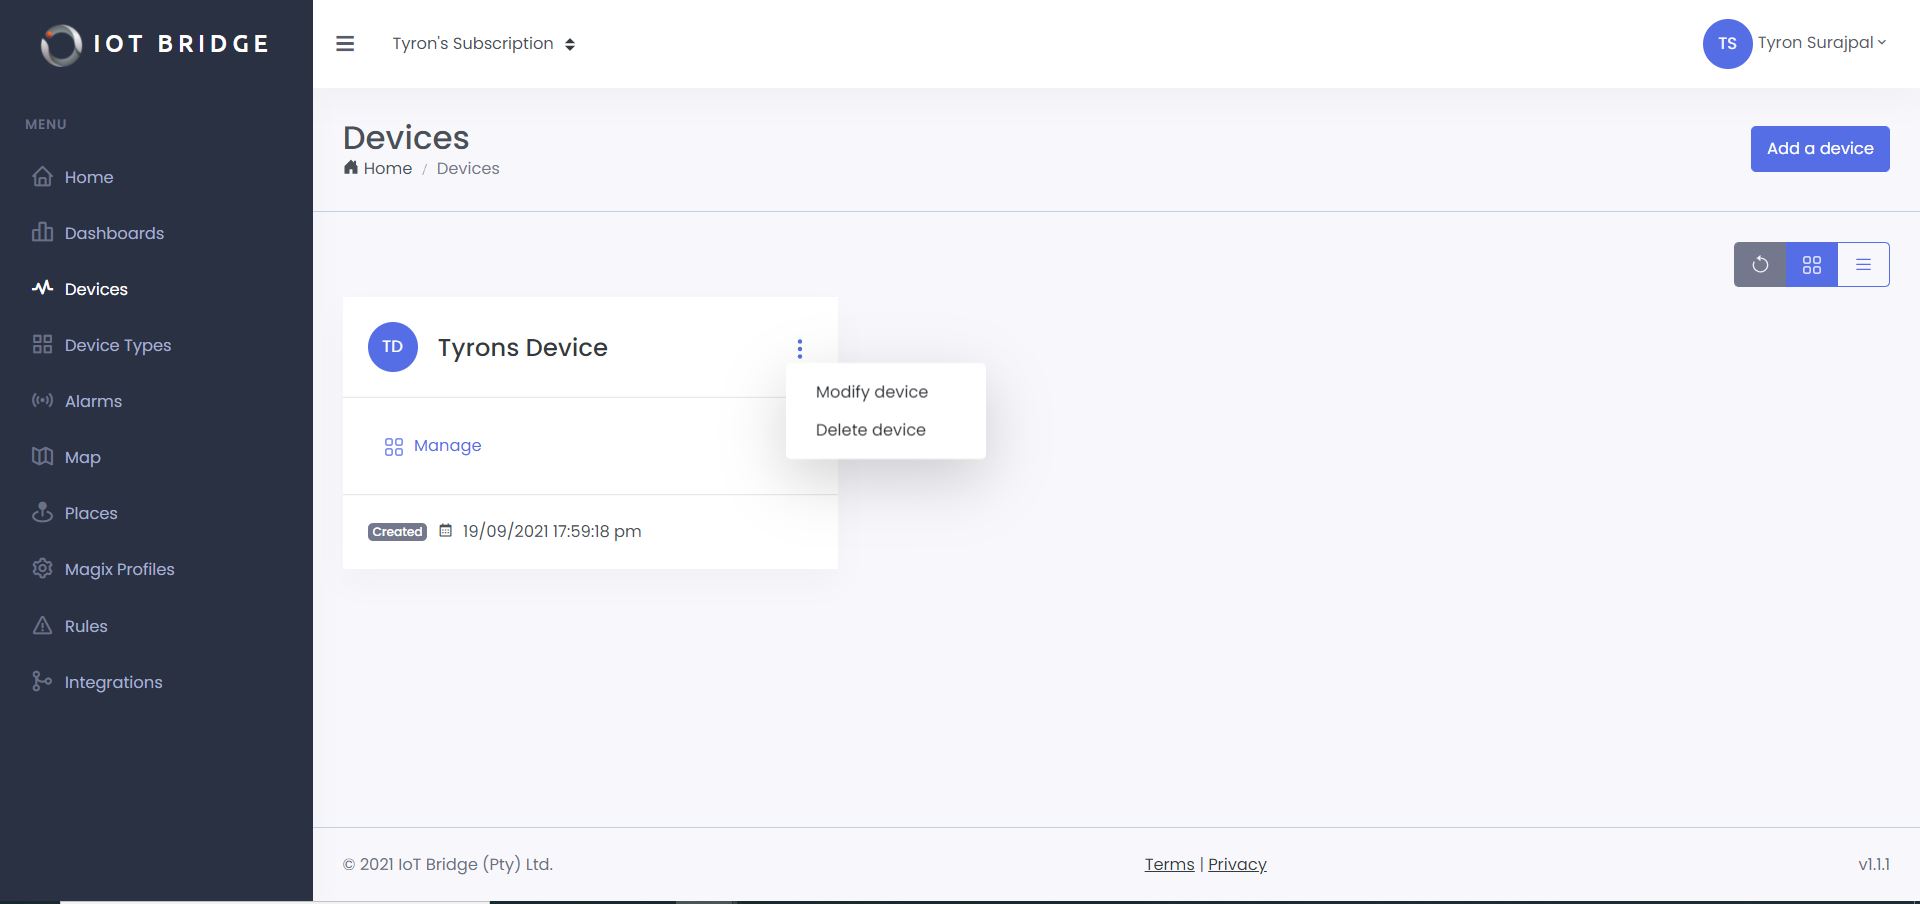 IOT BRIDGE
MENU
Home
Dashboards
Devices
Device Types
Alarms
Map
Places
Magix Profiles
Rules
Integrations
Tyron's Subscription
TS Tyron Surajpal
Devices
Home / Devices
Add a device
TD Tyrons Device
Modify device
Delete device
Manage
Created 19/09/2021 17:59:18 pm
© 2021 IoT Bridge (Pty) Ltd.
Terms | Privacy
v1.1.1